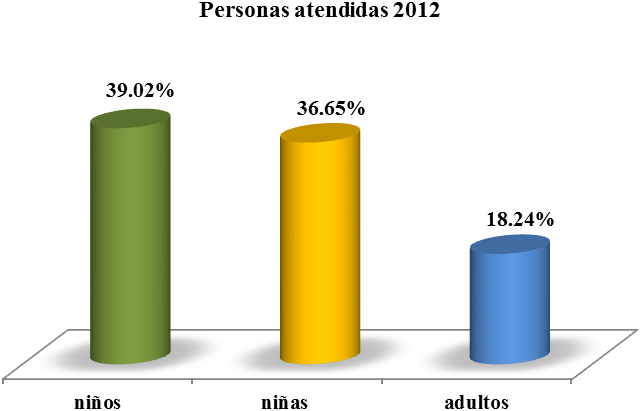 Personas atendidas 2012
39.02%
36.65%
18.24%
niños
niñas
adultos